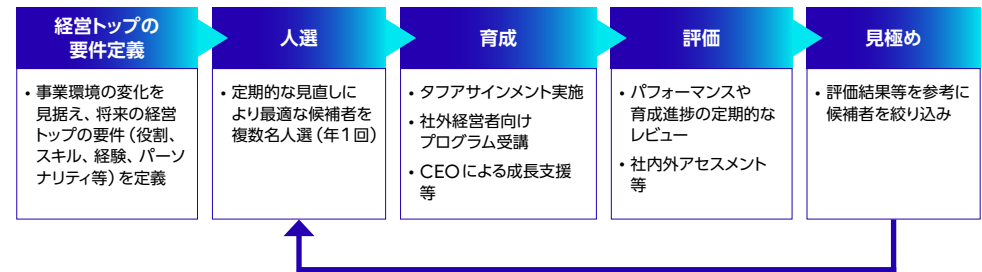 経営トップの
要件定義
・事業環境の変化を
見据え、将来の経営
トップの要件（役割、
スキル、経験、パーソ
ナリティ等）を定義
人選
・定期的な見直しに
より最適な候補者を
複数名人選（年1回）
育成
・タフアサインメント実施
・社外経営者向け
プログラム受講
・CEOによる成長支援
等
評価
・パフォーマンスや
育成進捗の定期的な
レビュー
・社内外アセスメント
等
見極め
・評価結果等を参考に
候補者を絞り込み